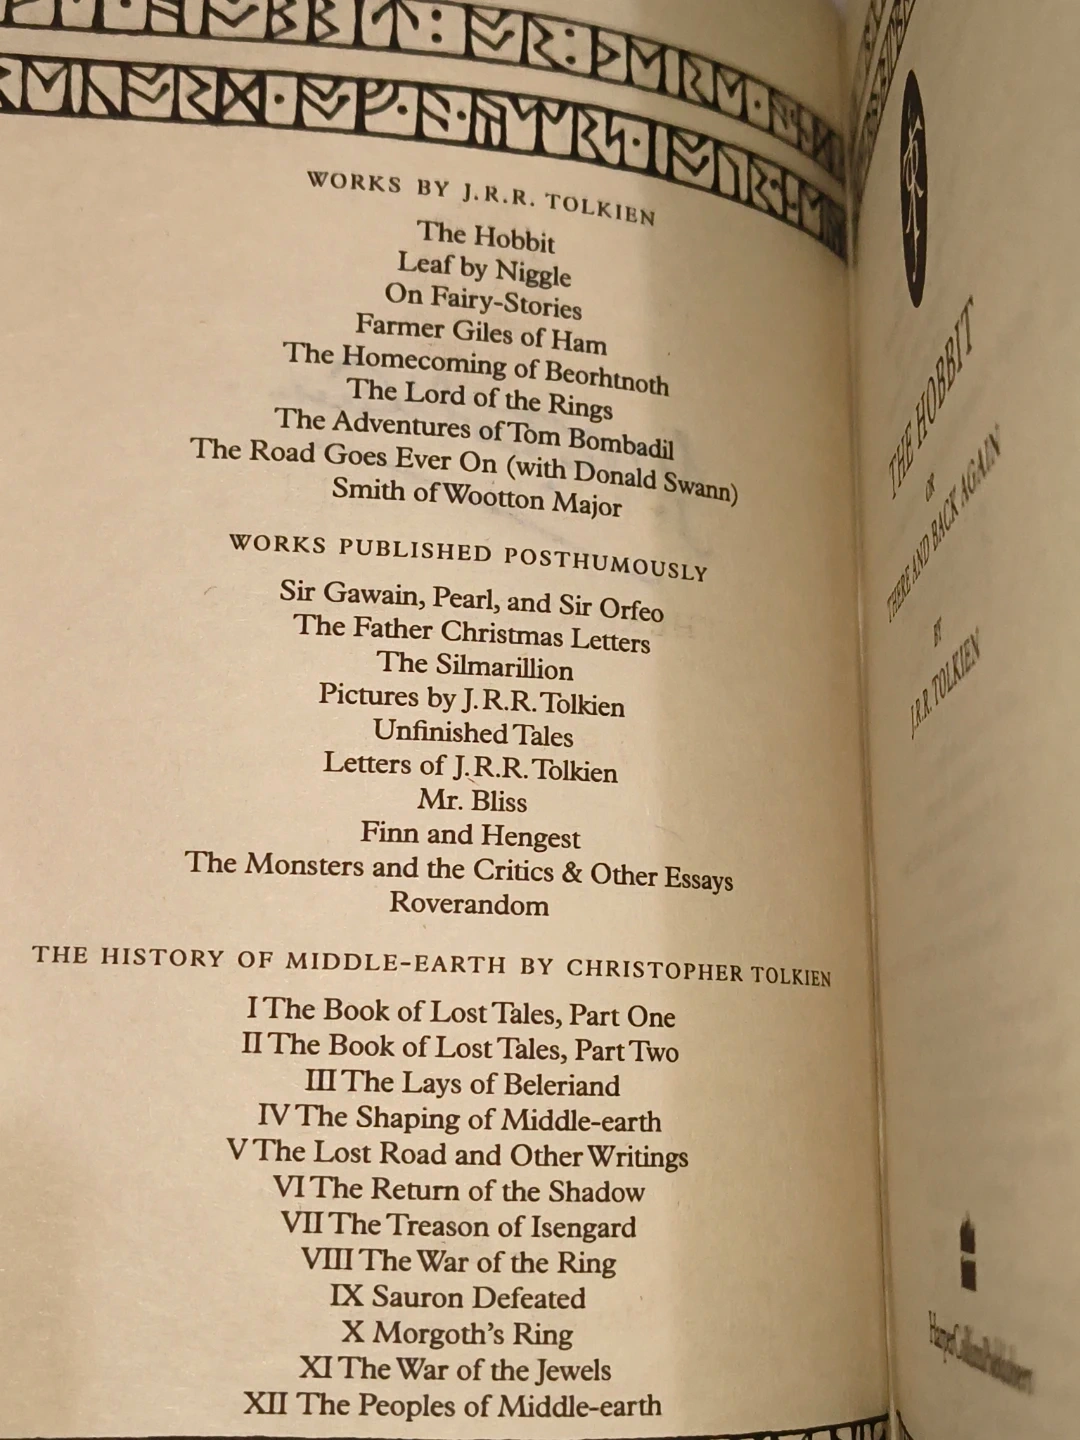 WORKS BY J.R.R. TOLKIEN
The Hobbit
Leaf by Niggle
On Fairy-Stories
Farmer Giles of Ham
The Homecoming of Beorhtnoth
The Lord of the Rings
The Adventures of Tom Bombadil
The Road Goes Ever On (with Donald Swann)
Smith of Wootton Major
WORKS PUBLISHED POSTHUMOUSLY
Sir Gawain, Pearl, and Sir Orfeo
The Father Christmas Letters
The Silmarillion
Pictures by J.R.R. Tolkien
Unfinished Tales
Letters of J.R.R. Tolkien
Mr. Bliss
Finn and Hengest
The Monsters and the Critics & Other Essays
Roverandom
THE HISTORY OF MIDDLE-EARTH BY CHRISTOPHER TOLKIEN
I The Book of Lost Tales, Part One
II The Book of Lost Tales, Part Two
III The Lays of Beleriand
IV The Shaping of Middle-earth
V The Lost Road and Other Writings
VI The Return of the Shadow
VII The Treason of Isengard
VIII The War of the Ring
IX Sauron Defeated
X Morgoth's Ring
XI The War of the Jewels
XII The Peoples of Middle-earth
THE HOBBIT
OR
THERE AND BACK AGAIN
BY
J.R.R. TOLKIEN
HarperCollinsPublishers